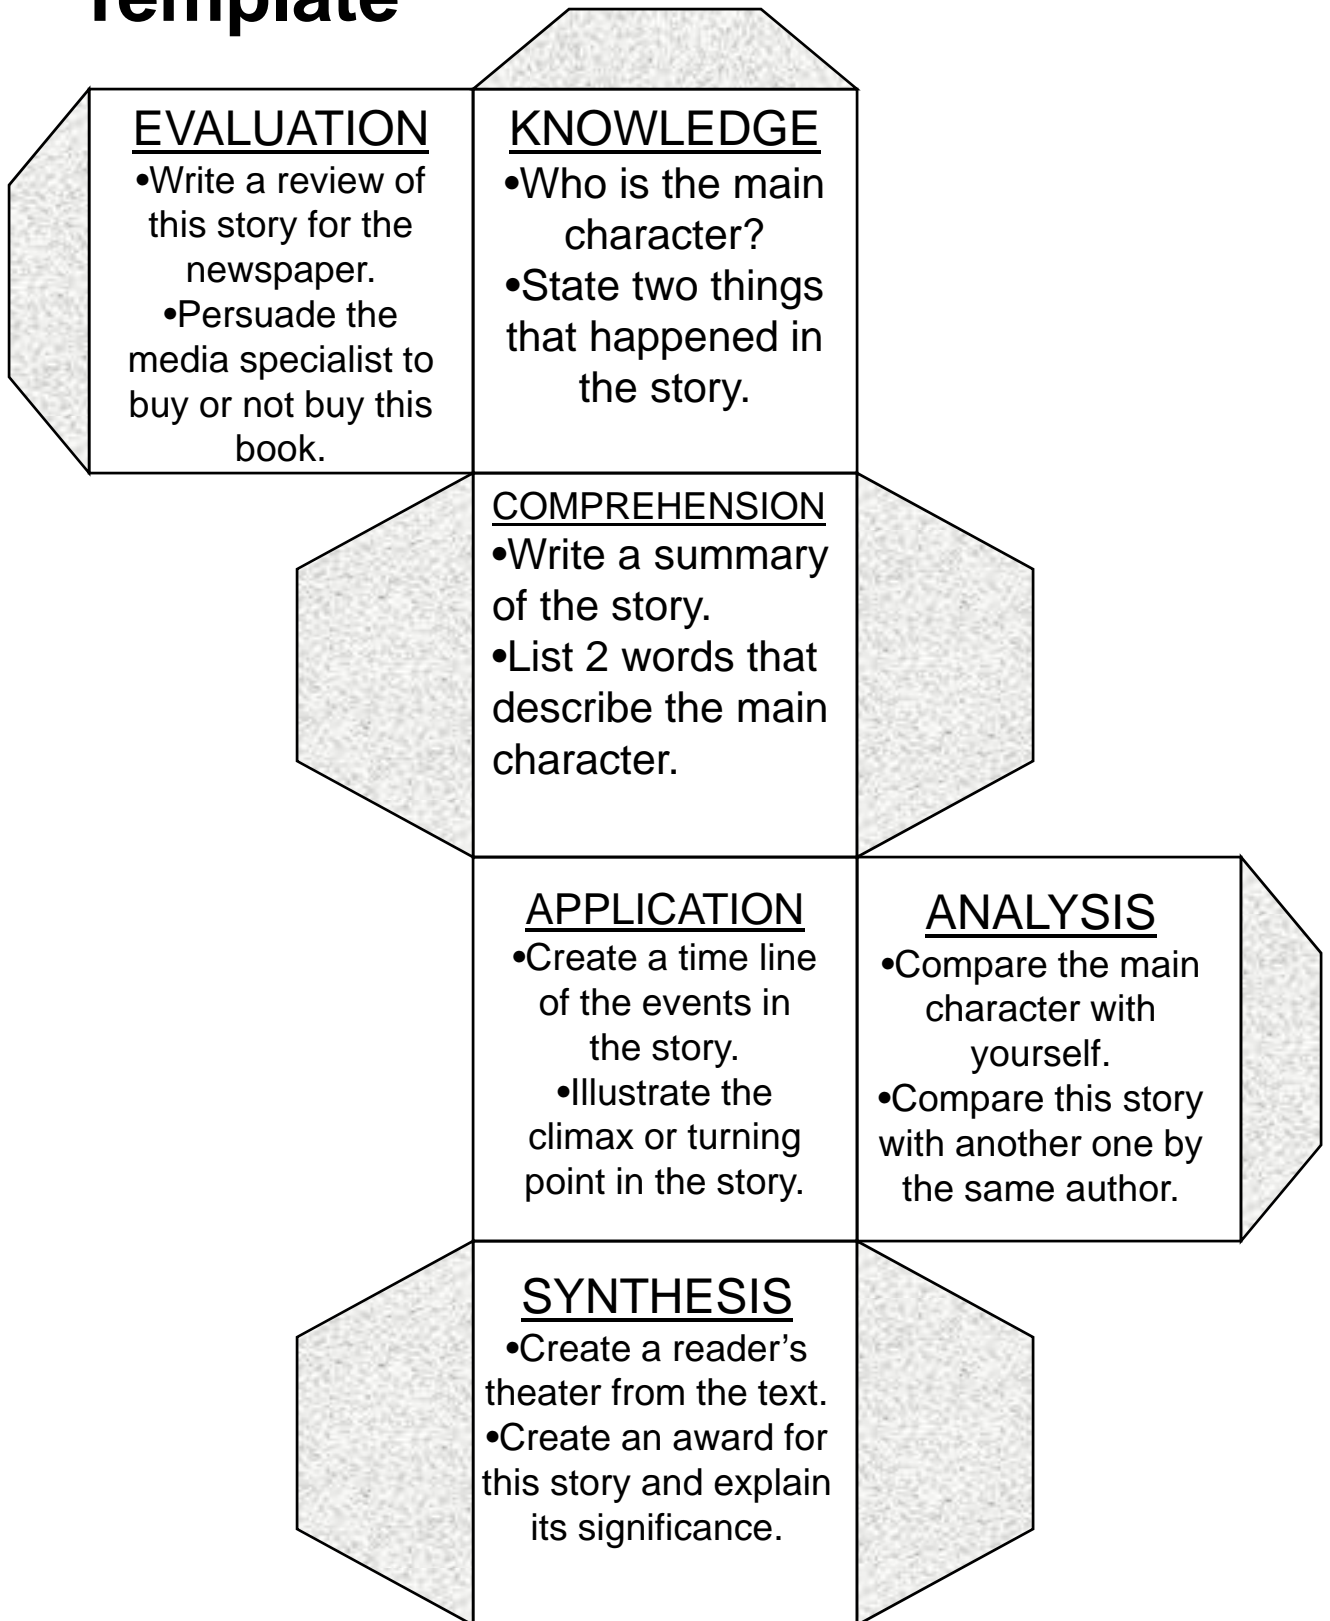 Template
EVALUATION
•Write a review of
this story for the
newspaper.
•Persuade the
media specialist to
buy or not buy this
book.
KNOWLEDGE
•Who is the main
character?
•State two things
that happened in
the story.
COMPREHENSION
•Write a summary
of the story.
•List 2 words that
describe the main
character.
APPLICATION
•Create a time line
of the events in
the story.
•Illustrate the
climax or turning
point in the story.
ANALYSIS
•Compare the main
character with
yourself.
•Compare this story
with another one by
the same author.
SYNTHESIS
•Create a reader’s
theater from the text.
•Create an award for
this story and explain
its significance.